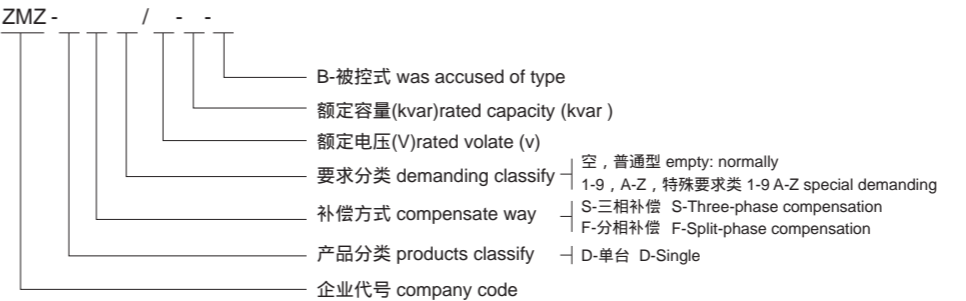 ZMZ - / - -
B-被控式 was accused of type
额定容量(kvar)rated capacity (kvar )
额定电压(V)rated volate (v)
要求分类 demanding classify
空，普通型 empty: normally
1-9，A-Z，特殊要求类 1-9 A-Z special demanding
补偿方式 compensate way
S-三相补偿 S-Three-phase compensation
F-分相补偿 F-Split-phase compensation
产品分类 products classify
D-单台 D-Single
企业代号 company code